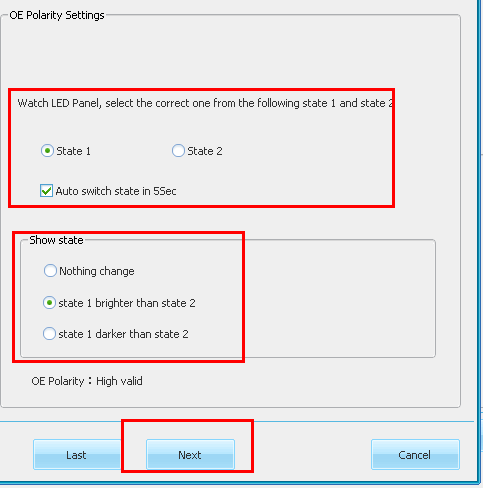 OE Polarity Settings
Watch LED Panel, select the correct one from the following state 1 and state 2
State 1
State 2
Auto switch state in 5Sec
Show state
Nothing change
state 1 brighter than state 2
state 1 darker than state 2
OE Polarity：High valid
Last
Next
Cancel